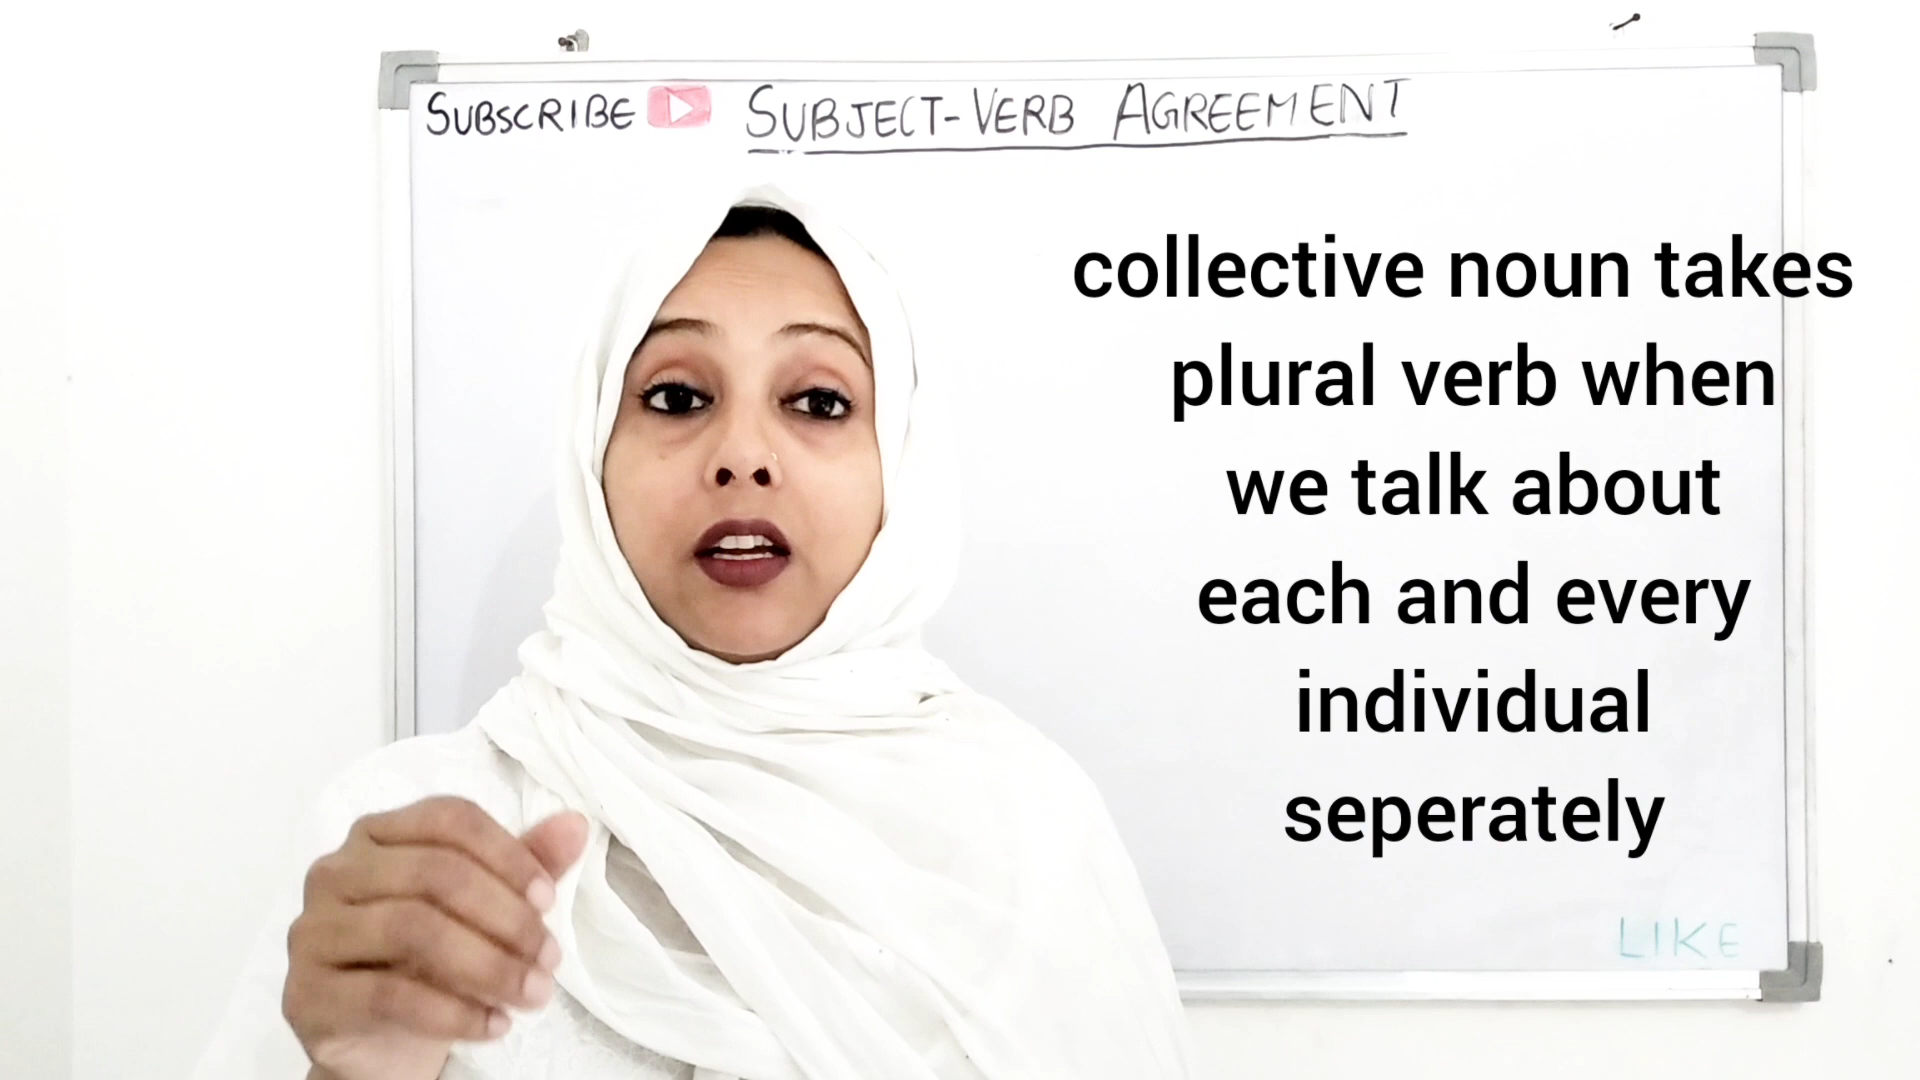 SUBSCRIBE SUBJECT-VERB AGREEMENT
collective noun takes
plural verb when
we talk about
each and every
individual
seperately
LIKE